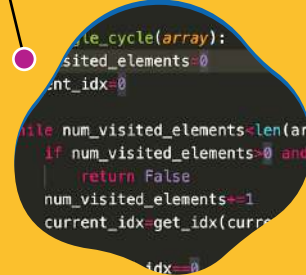 gle_cycle(array):
sited_elements=0
ent_idx=0
ile num_visited_elements<len(ar
if num_visited_elements>0 and
return False
num_visited_elements+=1
current_idx=get_idx(curre
idx==0